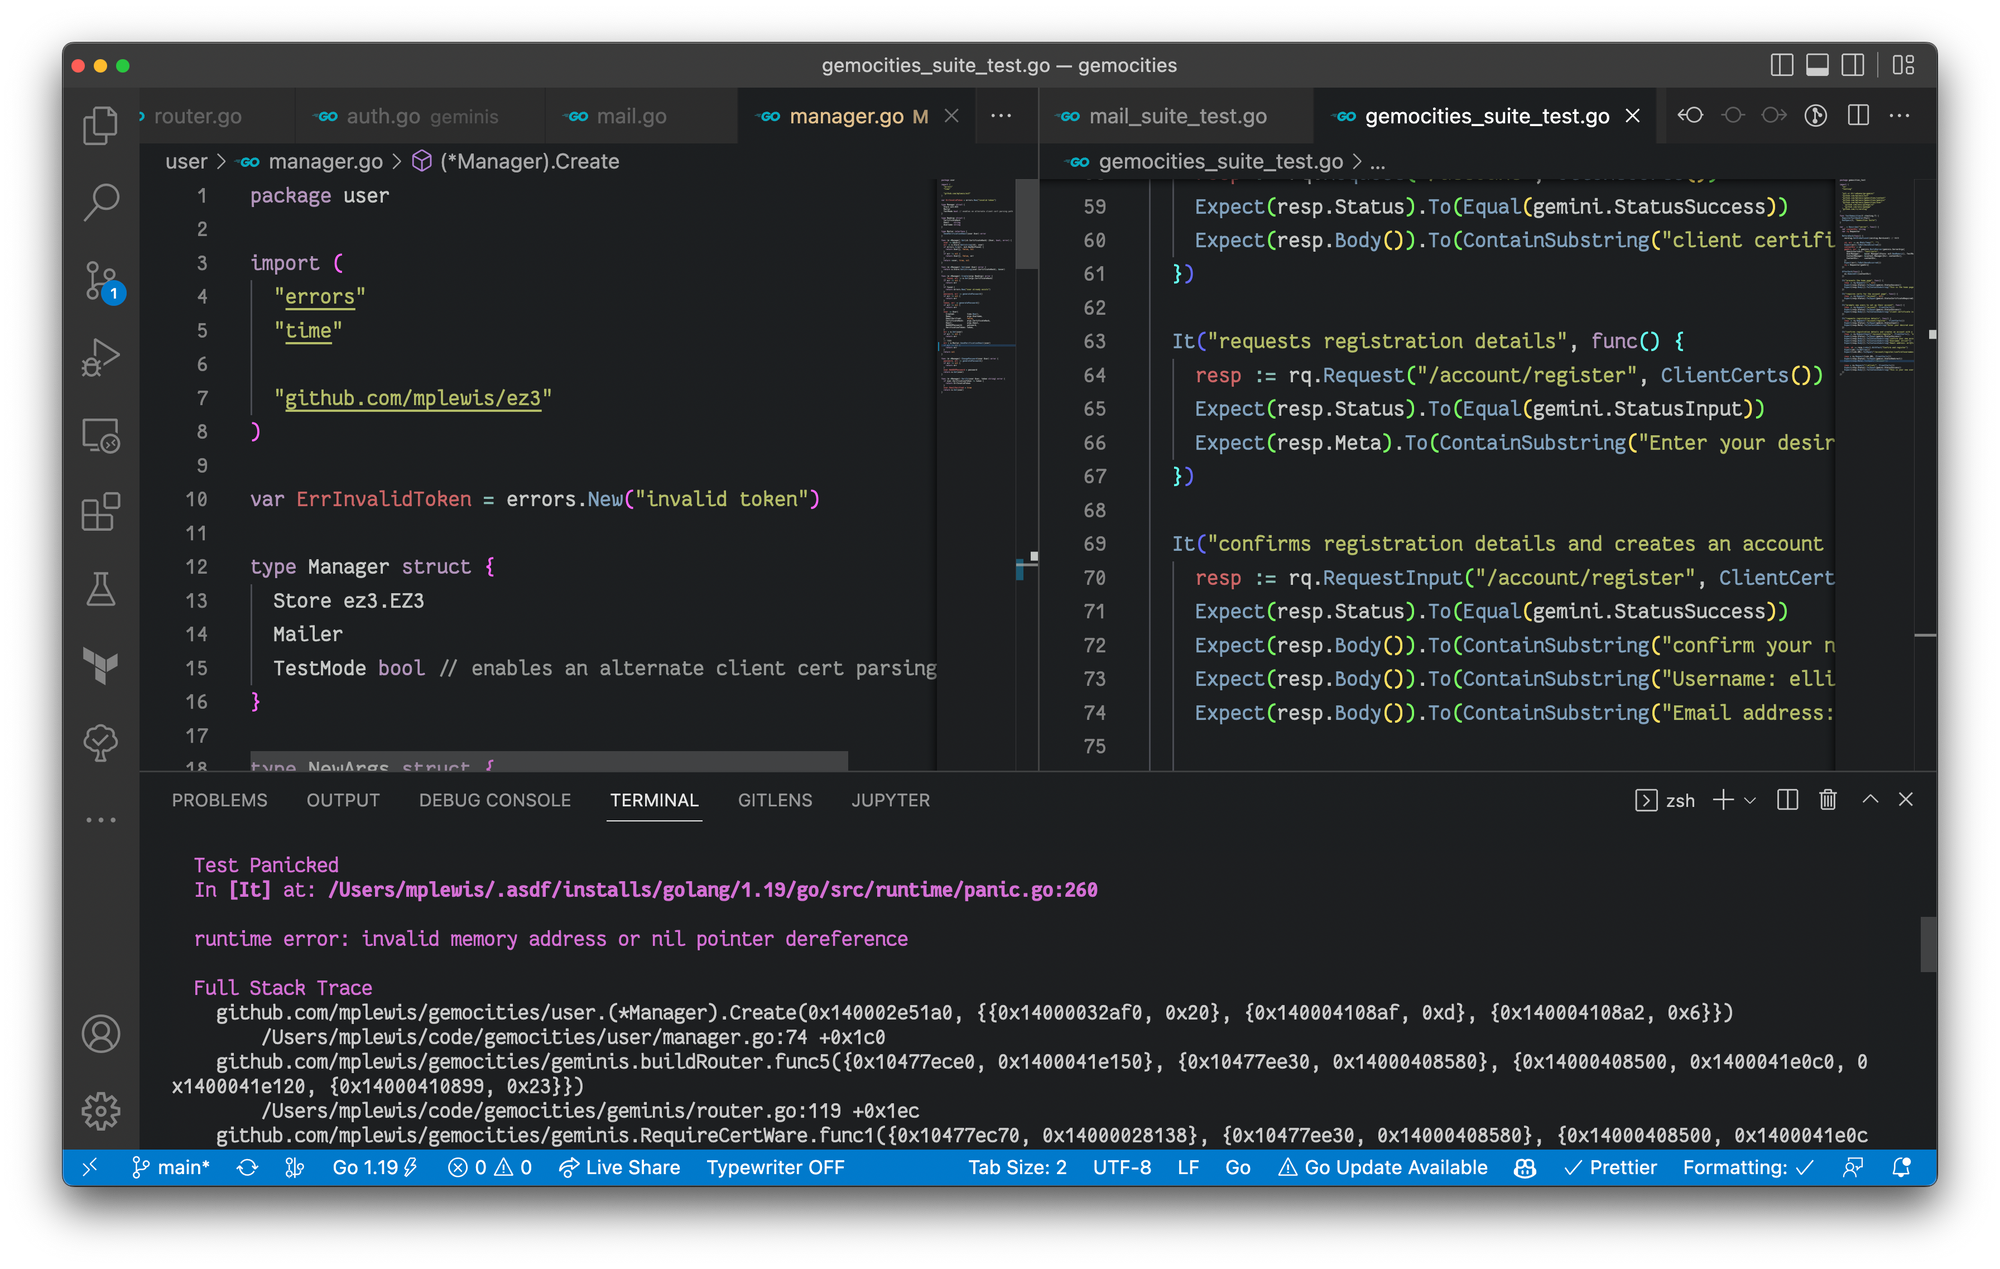 gemocities_suite_test.go — gemocities
router.go
auth.go geminis
mail.go
manager.go M
mail_suite_test.go
gemocities_suite_test.go
user > manager.go > (*Manager).Create
1 package user
2
3 import (
4 "errors"
5 "time"
6
7 "github.com/mplewis/ez3"
8 )
9
10 var ErrInvalidToken = errors.New("invalid token")
11
12 type Manager struct {
13 Store ez3.EZ3
14 Mailer
15 TestMode bool // enables an alternate client cert parsing
16 }
17
18 type NewArgs struct {
gemocities_suite_test.go > ...
59 Expect(resp.Status).To(Equal(gemini.StatusSuccess))
60 Expect(resp.Body()).To(ContainSubstring("client certifi
61 })
62
63 It("requests registration details", func() {
64 resp := rq.Request("/account/register", ClientCerts())
65 Expect(resp.Status).To(Equal(gemini.StatusInput))
66 Expect(resp.Meta).To(ContainSubstring("Enter your desir
67 })
68
69 It("confirms registration details and creates an account
70 resp := rq.RequestInput("/account/register", ClientCert
71 Expect(resp.Status).To(Equal(gemini.StatusSuccess))
72 Expect(resp.Body()).To(ContainSubstring("confirm your n
73 Expect(resp.Body()).To(ContainSubstring("Username: elli
74 Expect(resp.Body()).To(ContainSubstring("Email address:
75
1
PROBLEMS OUTPUT DEBUG CONSOLE TERMINAL GITLENS JUPYTER
zsh
Test Panicked
In [It] at: /Users/mplewis/.asdf/installs/golang/1.19/go/src/runtime/panic.go:260
runtime error: invalid memory address or nil pointer dereference
Full Stack Trace
github.com/mplewis/gemocities/user.(*Manager).Create(0x140002e51a0, {{0x14000032af0, 0x20}, {0x140004108af, 0xd}, {0x140004108a2, 0x6}})
/Users/mplewis/code/gemocities/user/manager.go:74 +0x1c0
github.com/mplewis/gemocities/geminis.buildRouter.func5({0x10477ece0, 0x1400041e150}, {0x10477ee30, 0x14000408580}, {0x14000408500, 0x1400041e0c0, 0
x1400041e120, {0x14000410899, 0x23}})
/Users/mplewis/code/gemocities/geminis/router.go:119 +0x1ec
github.com/mplewis/gemocities/geminis.RequireCertWare.func1({0x10477ec70, 0x14000028138}, {0x10477ee30, 0x14000408580}, {0x14000408500, 0x1400041e0c
main* Go 1.19 0 0 Live Share Typewriter OFF Tab Size: 2 UTF-8 LF Go Go Update Available Prettier Formatting: